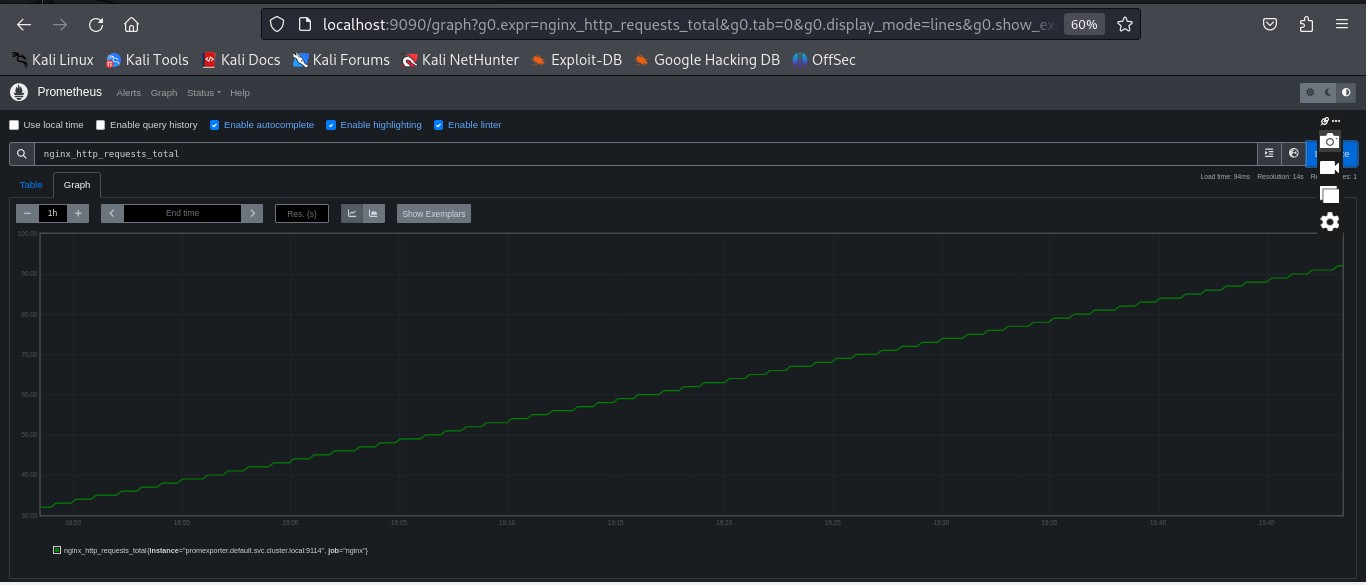 localhost:9090/graph?g0.expr=nginx_http_requests_total&g0.tab=0&g0.display_mode=lines&g0.show_ex
60%
Kali Linux Kali Tools Kali Docs Kali Forums Kali NetHunter Exploit-DB Google Hacking DB OffSec
Prometheus Alerts Graph Status Help
Use local time Enable query history Enable autocomplete Enable highlighting Enable linter
nginx_http_requests_total
Load time: 94ms Resolution: 14s
Table Graph
− 1h + End time Res. (s) Show Exemplars
100.00
90.00
80.00
70.00
60.00
50.00
40.00
30.00
18:50 18:55 19:00 19:05 19:10 19:15 19:20 19:25 19:30 19:35 19:40 19:45
nginx_http_requests_total{instance="promexporter.default.svc.cluster.local:9114", job="nginx"}